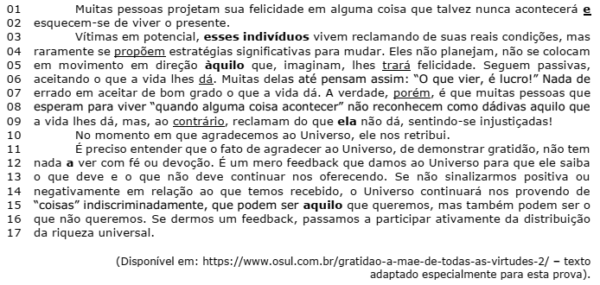 01 Muitas pessoas projetam sua felicidade em alguma coisa que talvez nunca acontecerá e
02 esquecem-se de viver o presente.
03 Vítimas em potencial, esses indivíduos vivem reclamando de suas reais condições, mas
04 raramente se propõem estratégias significativas para mudar. Eles não planejam, não se colocam
05 em movimento em direção àquilo que, imaginam, lhes trará felicidade. Seguem passivas,
06 aceitando o que a vida lhes dá. Muitas delas até pensam assim: “O que vier, é lucro!” Nada de
07 errado em aceitar de bom grado o que a vida dá. A verdade, porém, é que muitas pessoas que
08 esperam para viver “quando alguma coisa acontecer” não reconhecem como dádivas aquilo que
09 a vida lhes dá, mas, ao contrário, reclamam do que ela não dá, sentindo-se injustiçadas!
10 No momento em que agradecemos ao Universo, ele nos retribui.
11 É preciso entender que o fato de agradecer ao Universo, de demonstrar gratidão, não tem
12 nada a ver com fé ou devoção. É um mero feedback que damos ao Universo para que ele saiba
13 o que deve e o que não deve continuar nos oferecendo. Se não sinalizarmos positiva ou
14 negativamente em relação ao que temos recebido, o Universo continuará nos provendo de
15 “coisas” indiscriminadamente, que podem ser aquilo que queremos, mas também podem ser o
16 que não queremos. Se dermos um feedback, passamos a participar ativamente da distribuição
17 da riqueza universal.
(Disponível em: https://www.osul.com.br/gratidao-a-mae-de-todas-as-virtudes-2/ – texto
adaptado especialmente para esta prova).